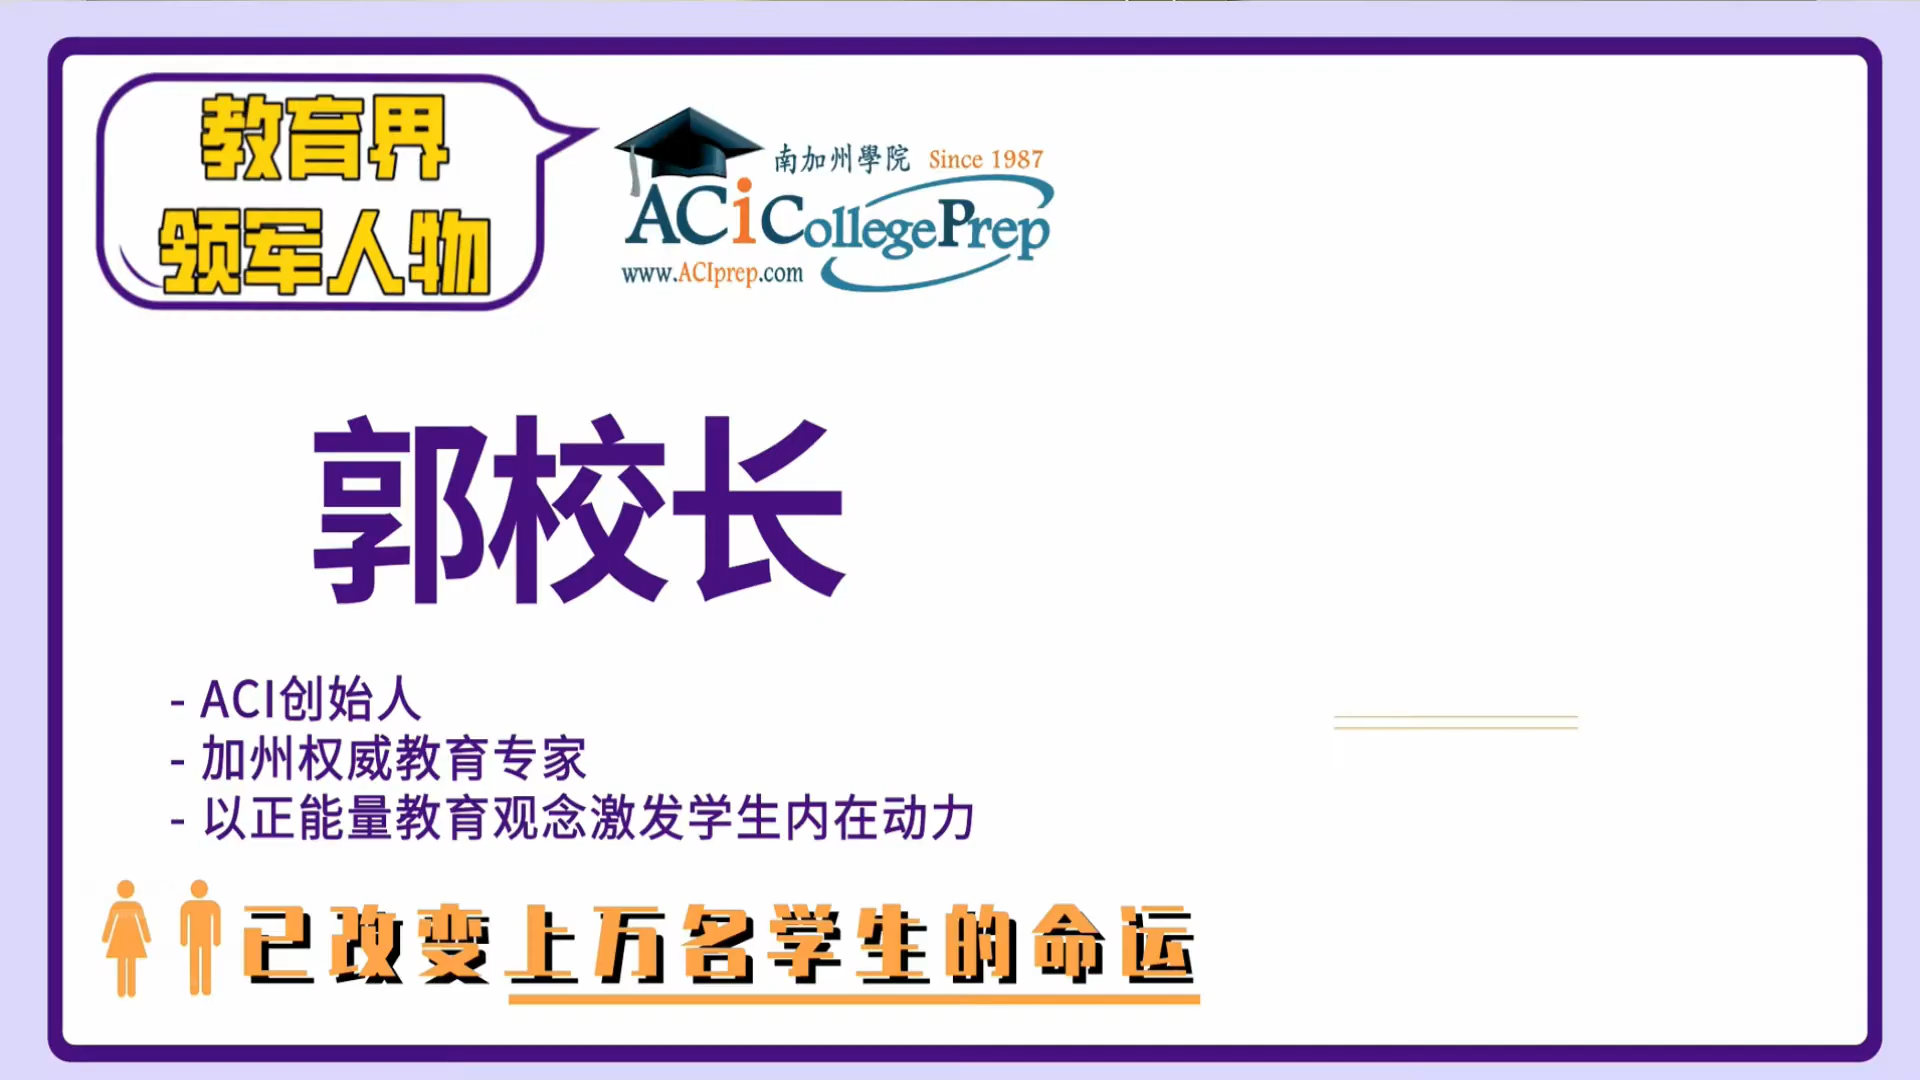 教育界
领军人物
南加州學院 Since 1987
ACi CollegePrep
www.ACIprep.com
郭校长
- ACI创始人
- 加州权威教育专家
- 以正能量教育观念激发学生内在动力
已改变上万名学生的命运